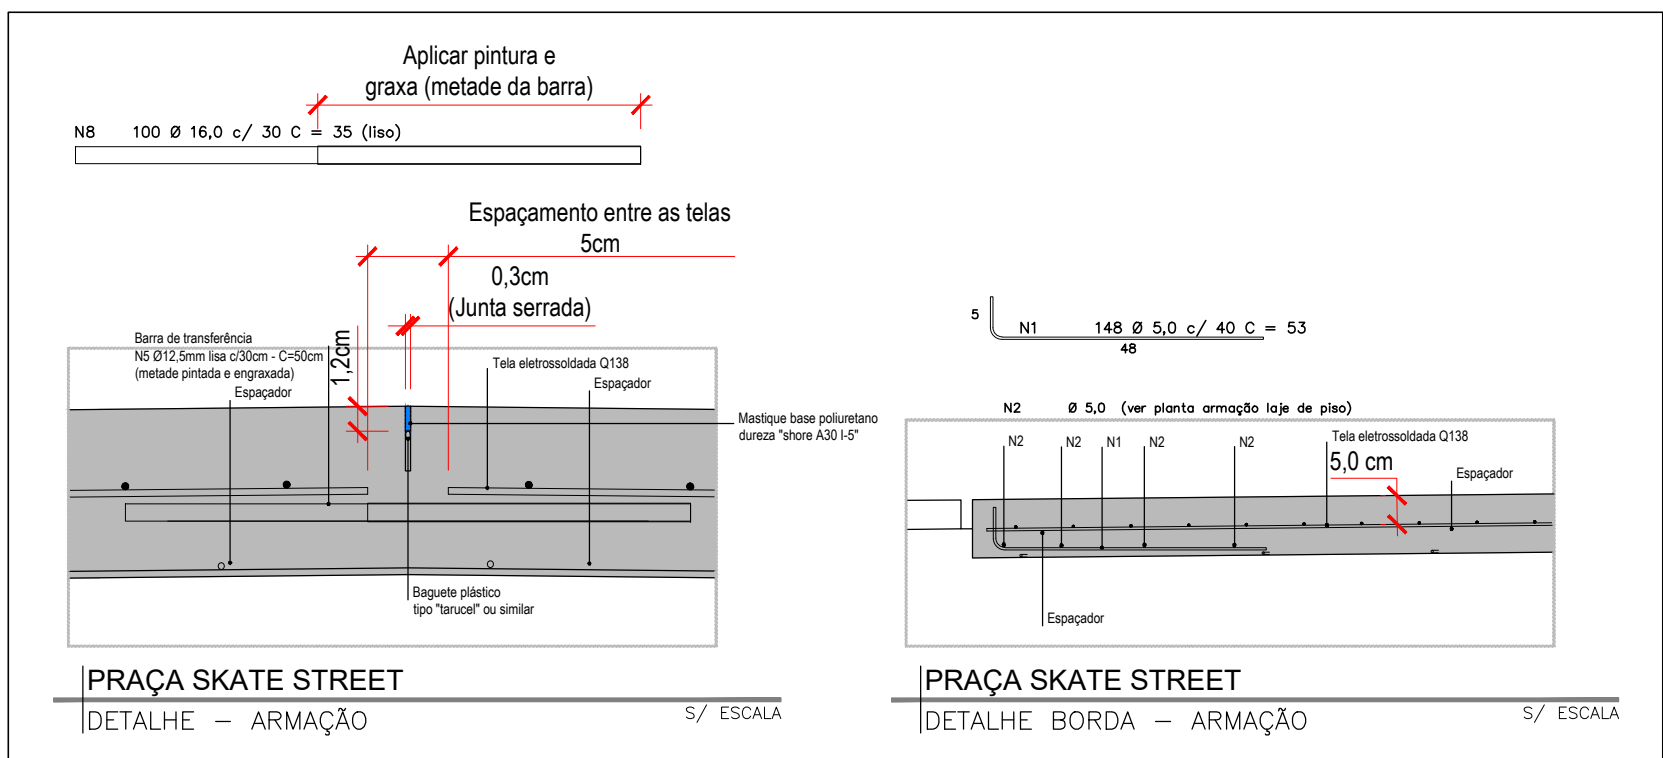 Aplicar pintura e
graxa (metade da barra)
N8 100 Ø 16,0 c/ 30 C = 35 (liso)
Espaçamento entre as telas
5cm
0,3cm
(Junta serrada)
1,2cm
Barra de transferência
N5 Ø12,5mm lisa c/30cm - C=50cm
(metade pintada e engraxada)
Espaçador
Tela eletrossoldada Q138
Espaçador
Mastique base poliuretano
dureza "shore A30 I-5"
Baguete plástico
tipo "tarucel" ou similar
PRAÇA SKATE STREET
DETALHE – ARMAÇÃO
S/ ESCALA
5
N1 148 Ø 5,0 c/ 40 C = 53
48
N2 Ø 5,0 (ver planta armação laje de piso)
N2 N2 N1 N2 N2
Tela eletrossoldada Q138
5,0 cm
Espaçador
Espaçador
PRAÇA SKATE STREET
DETALHE BORDA – ARMAÇÃO
S/ ESCALA